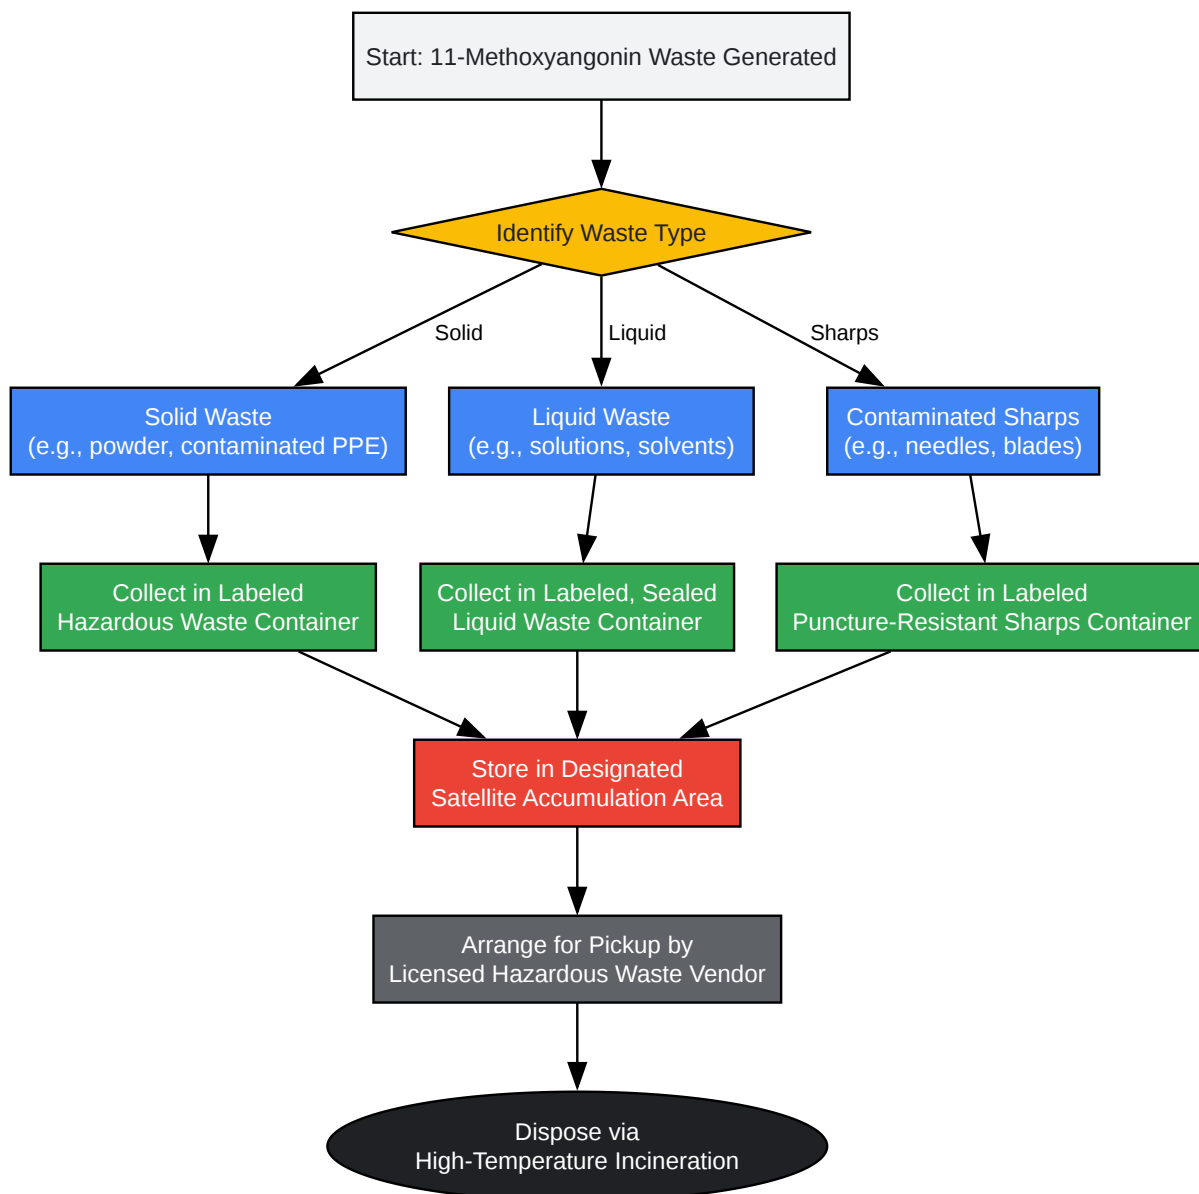 Start: 11-Methoxyangonin Waste Generated
Identify Waste Type
Solid
Liquid
Sharps
Solid Waste
(e.g., powder, contaminated PPE)
Liquid Waste
(e.g., solutions, solvents)
Contaminated Sharps
(e.g., needles, blades)
Collect in Labeled
Hazardous Waste Container
Collect in Labeled, Sealed
Liquid Waste Container
Collect in Labeled
Puncture-Resistant Sharps Container
Store in Designated
Satellite Accumulation Area
Arrange for Pickup by
Licensed Hazardous Waste Vendor
Dispose via
High-Temperature Incineration